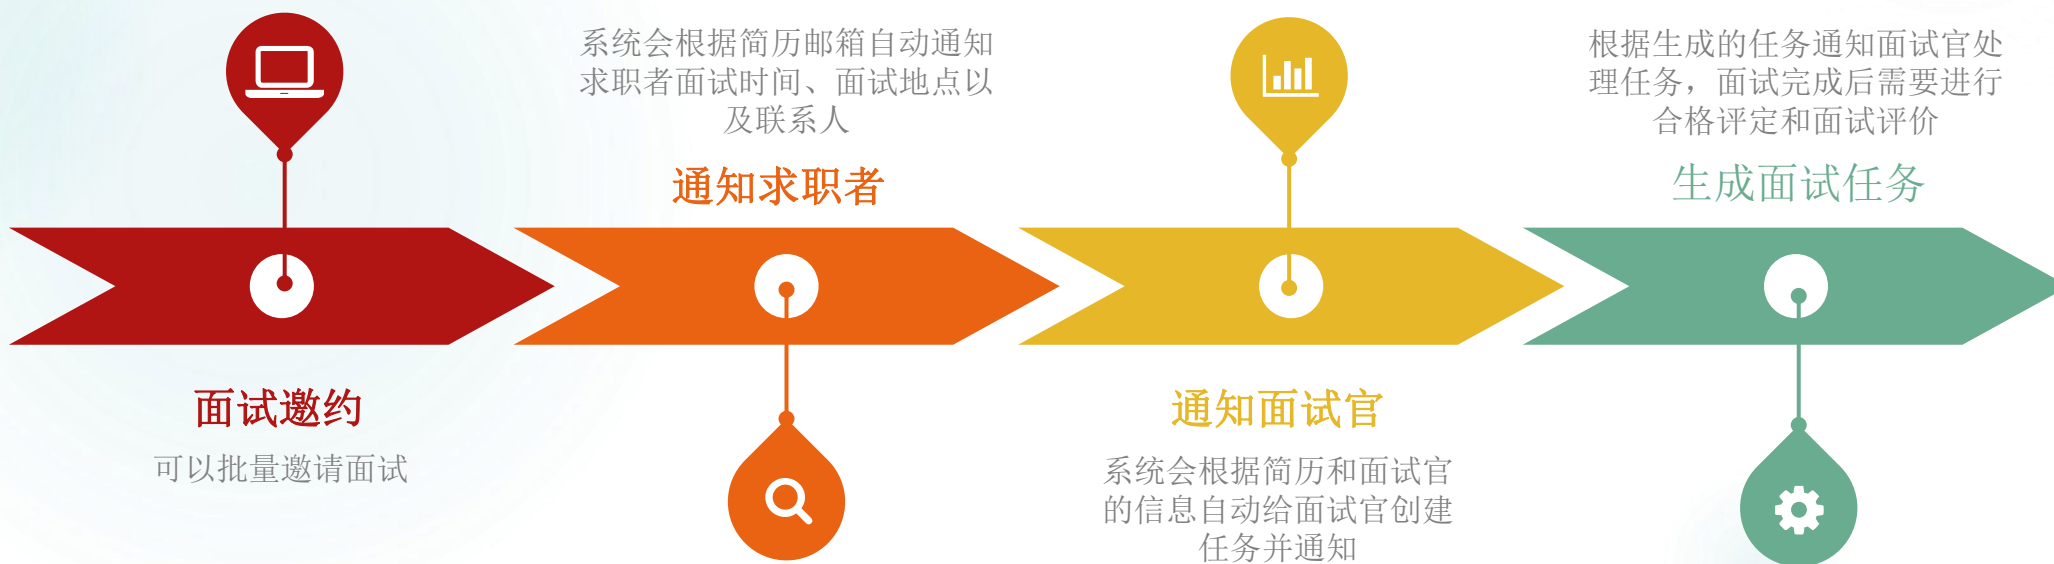 面试邀约
可以批量邀请面试
系统会根据简历邮箱自动通知
求职者面试时间、面试地点以
及联系人
通知求职者
通知面试官
系统会根据简历和面试官
的信息自动给面试官创建
任务并通知
根据生成的任务通知面试官处
理任务，面试完成后需要进行
合格评定和面试评价
生成面试任务